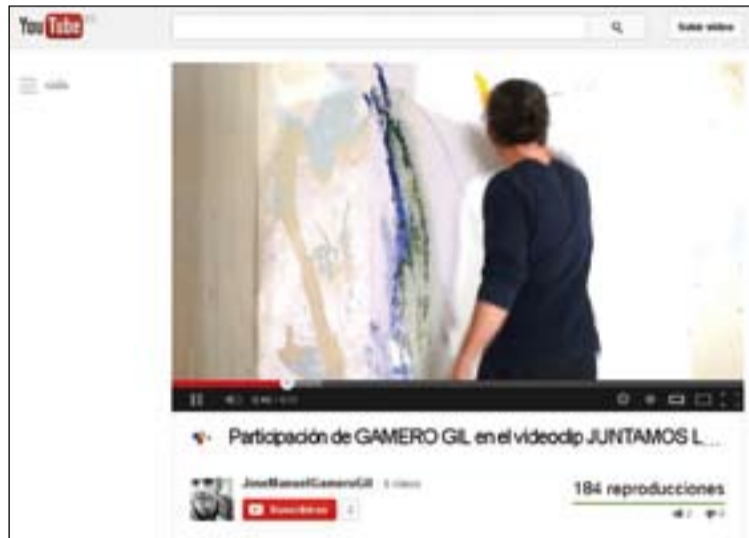 YouTube
Subir vídeo
Participación de GAMERO GIL en el videoclip JUNTAMOS L...
JoseManuelGameroGil
Suscribirse
184 reproducciones